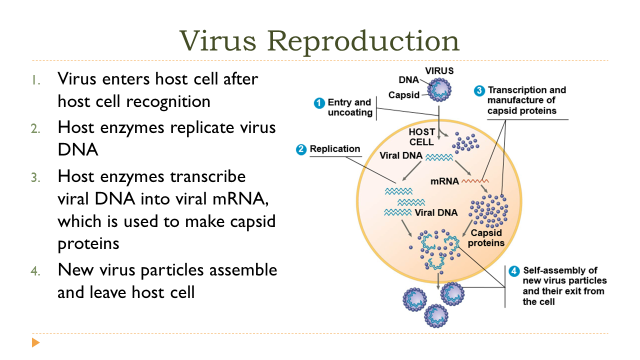 Virus Reproduction
1. Virus enters host cell after
host cell recognition
2. Host enzymes replicate virus
DNA
3. Host enzymes transcribe
viral DNA into viral mRNA,
which is used to make capsid
proteins
4. New virus particles assemble
and leave host cell
VIRUS
DNA
Capsid
1 Entry and
uncoating
3 Transcription and
manufacture of
capsid proteins
HOST
CELL
Viral DNA
2 Replication
mRNA
Viral DNA
Capsid
proteins
4 Self-assembly of
new virus particles
and their exit from
the cell